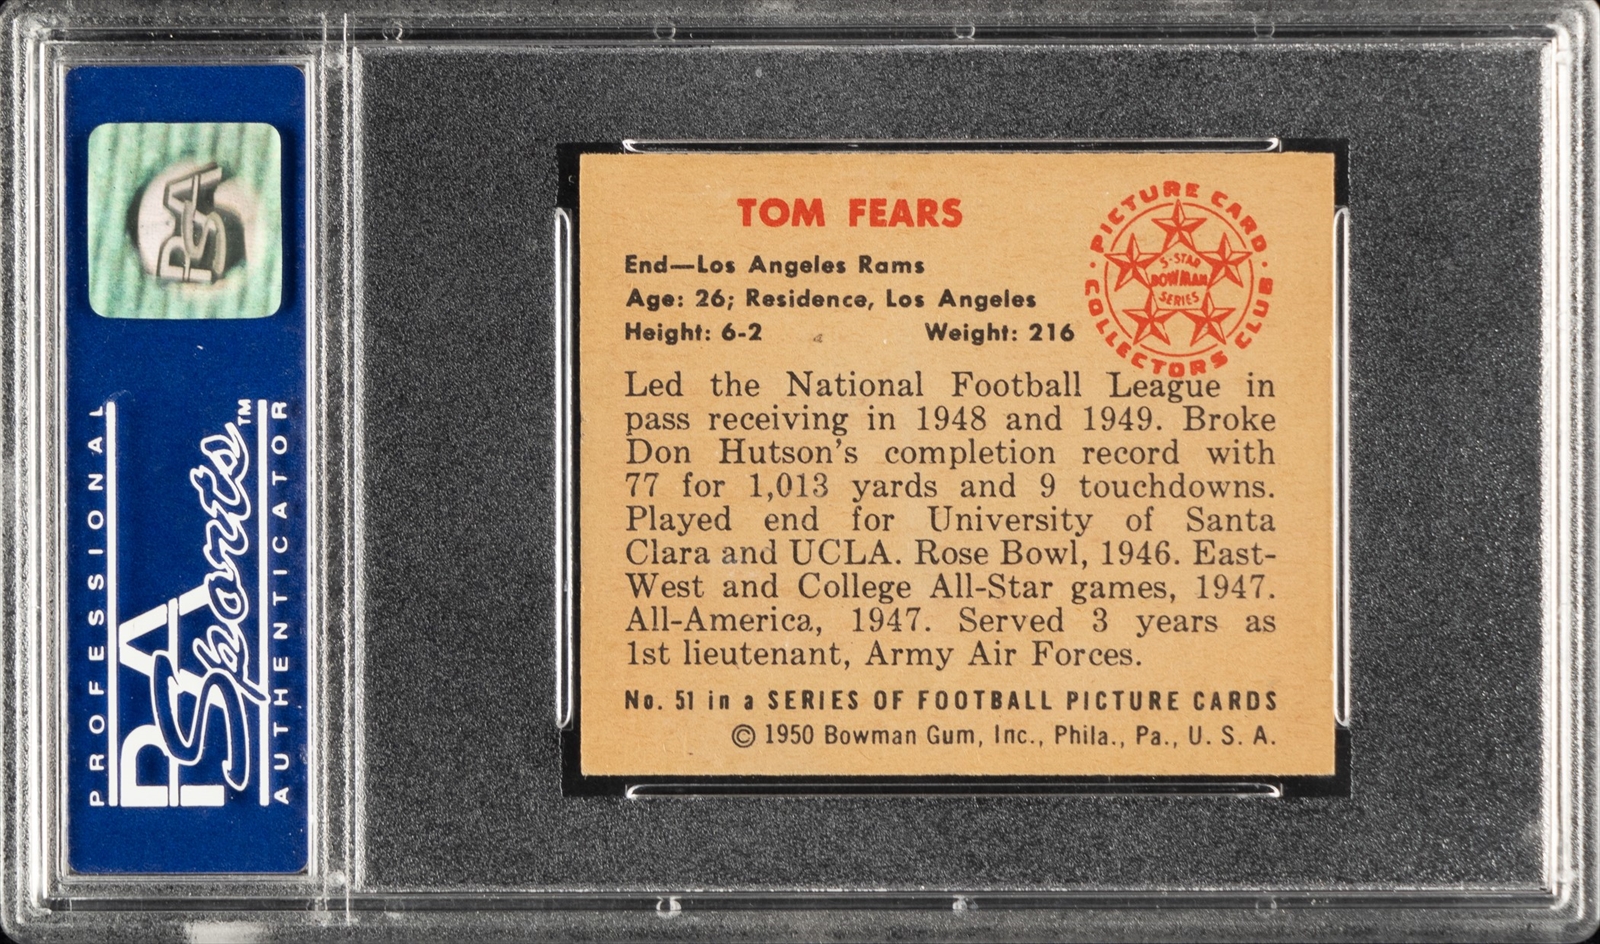 PROFESSIONAL
PSA
Sports™
AUTHENTICATOR
PSA
TOM FEARS
End—Los Angeles Rams
Age: 26; Residence, Los Angeles
Height: 6-2 Weight: 216
PICTURE CARD
COLLECTORS CLUB
5-STAR
BOWMAN
SERIES
Led the National Football League in
pass receiving in 1948 and 1949. Broke
Don Hutson's completion record with
77 for 1,013 yards and 9 touchdowns.
Played end for University of Santa
Clara and UCLA. Rose Bowl, 1946. East-
West and College All-Star games, 1947.
All-America, 1947. Served 3 years as
1st lieutenant, Army Air Forces.
No. 51 in a SERIES OF FOOTBALL PICTURE CARDS
© 1950 Bowman Gum, Inc., Phila., Pa., U. S. A.